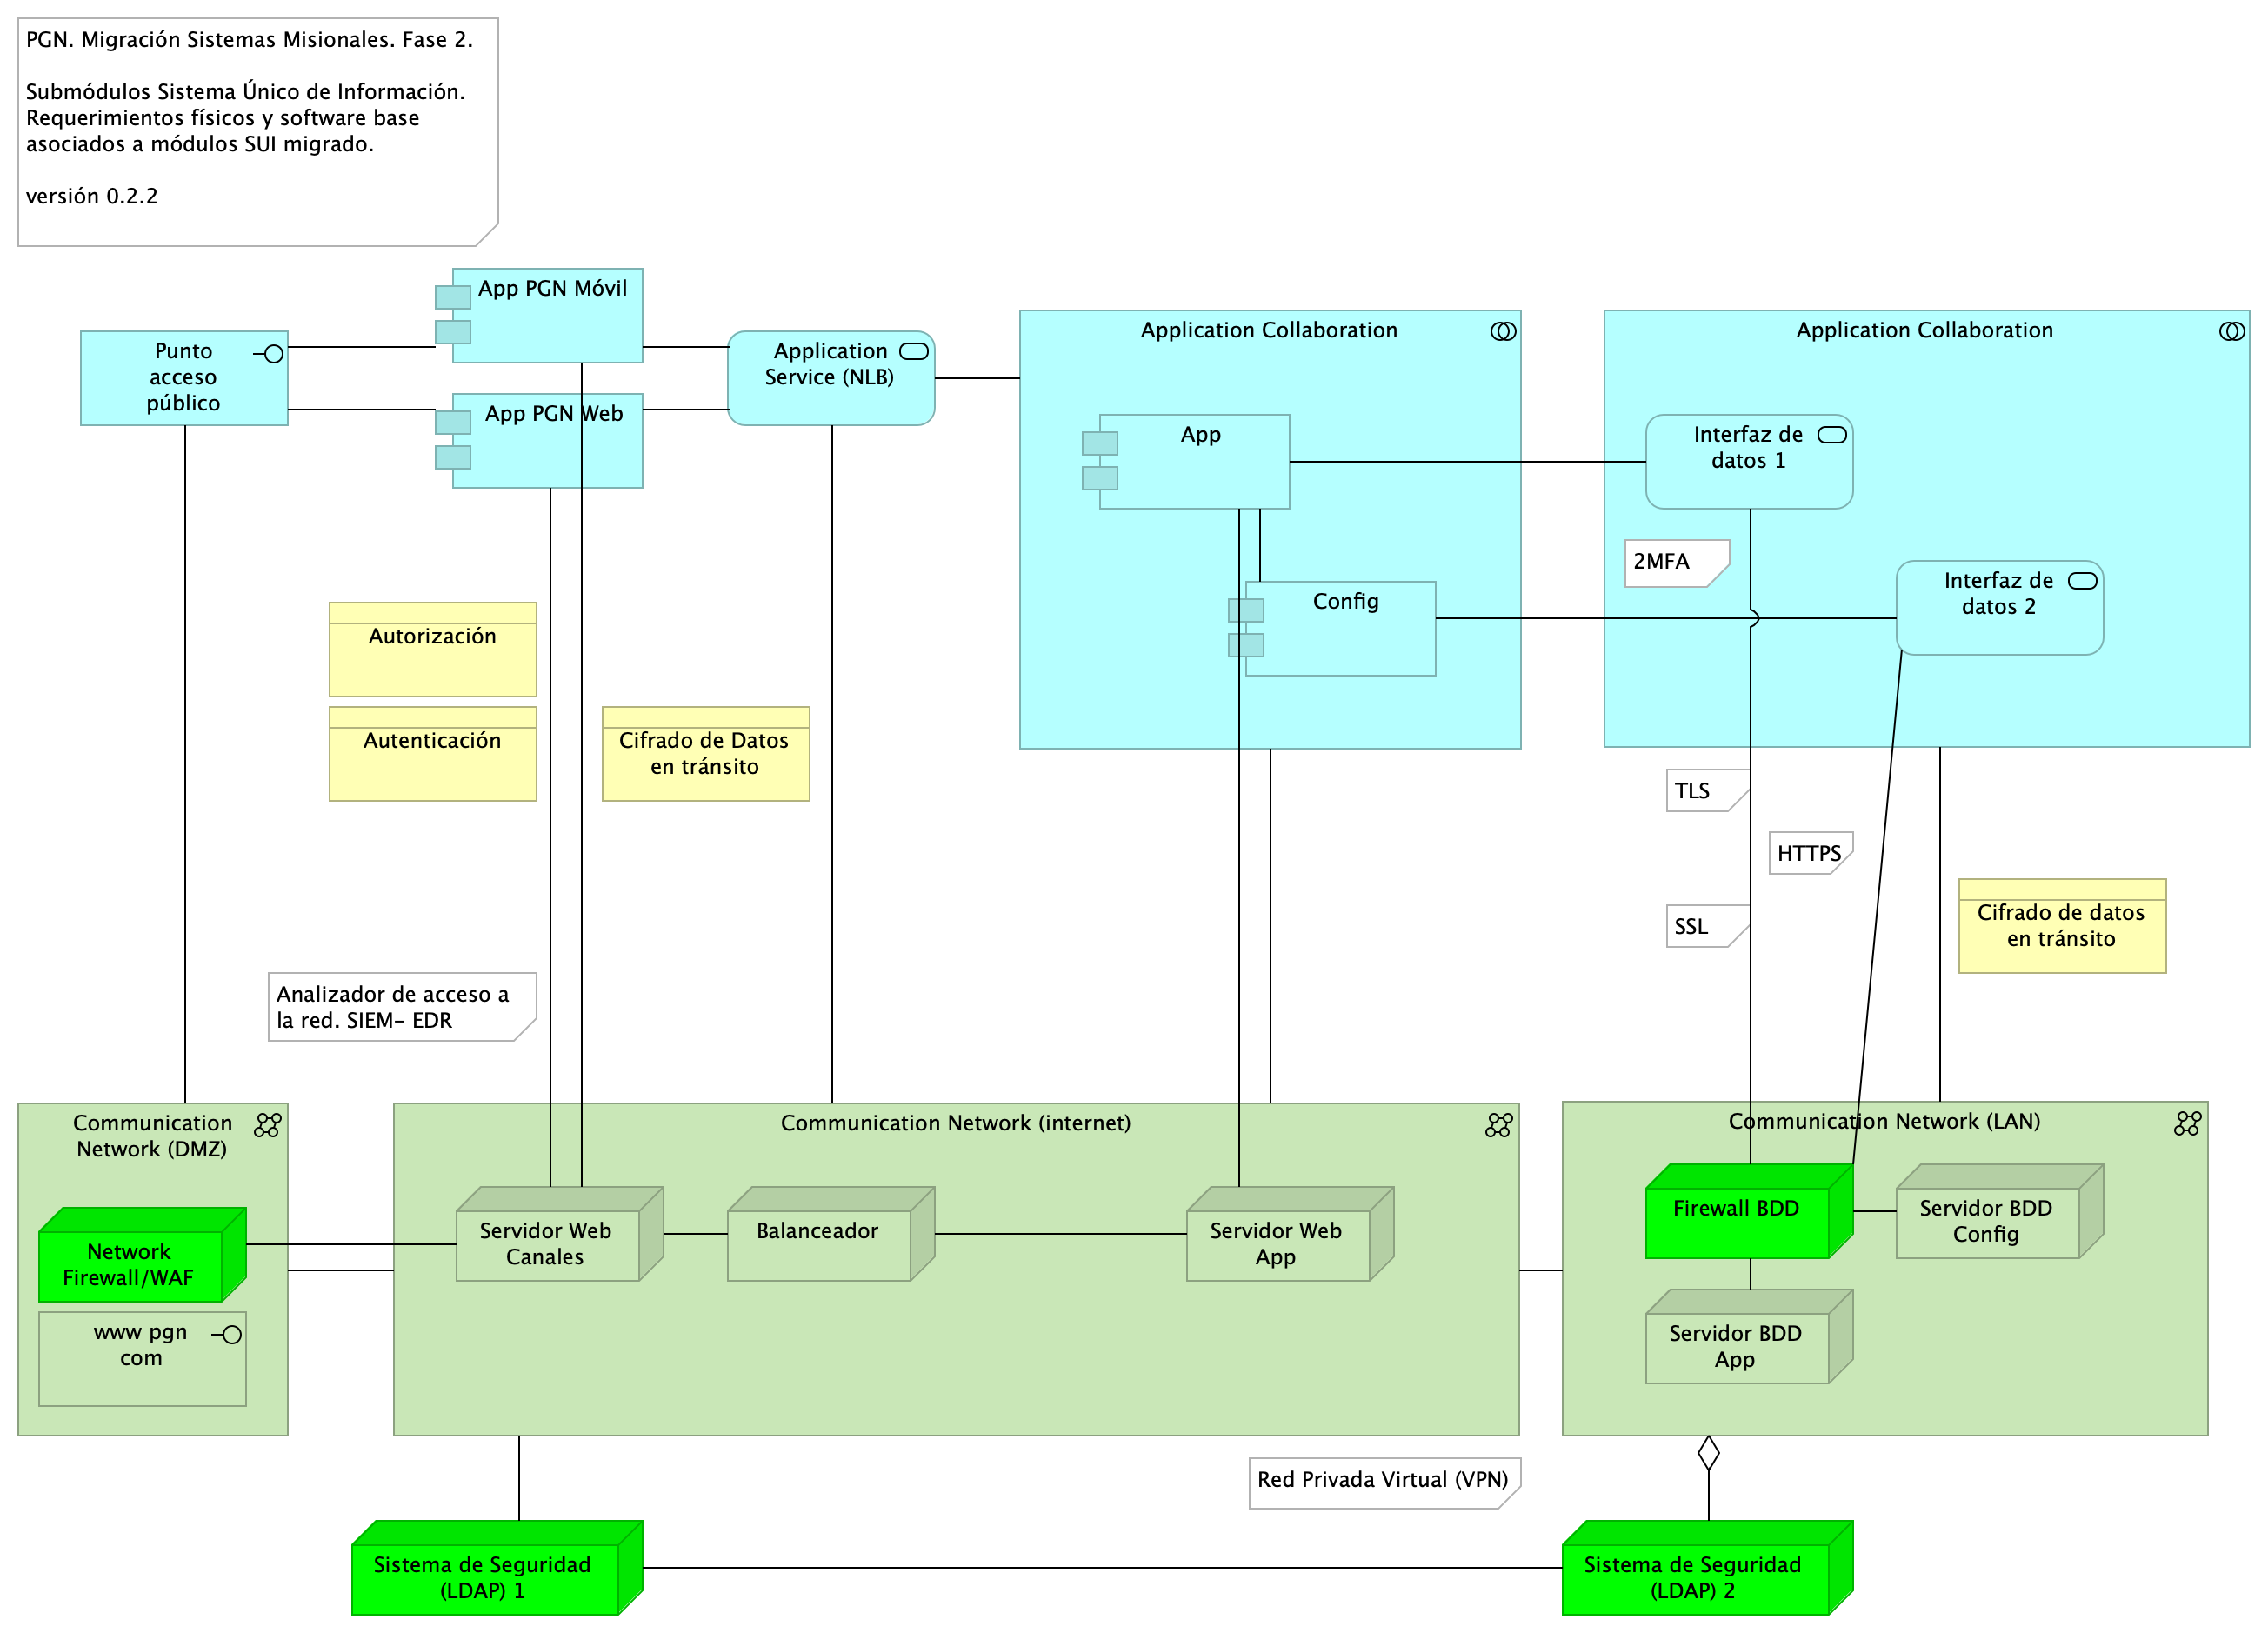 PGN. Migración Sistemas Misionales. Fase 2.
Submódulos Sistema Único de Información.
Requerimientos físicos y software base
asociados a módulos SUI migrado.
versión 0.2.2
Punto
acceso
público
App PGN Móvil
App PGN Web
Application
Service (NLB)
Application Collaboration
App
Config
Application Collaboration
Interfaz de
datos 1
2MFA
Interfaz de
datos 2
Autorización
Autenticación
Cifrado de Datos
en tránsito
TLS
HTTPS
SSL
Cifrado de datos
en tránsito
Analizador de acceso a
la red. SIEM- EDR
Communication
Network (DMZ)
Network
Firewall/WAF
www pgn
com
Communication Network (internet)
Servidor Web
Canales
Balanceador
Servidor Web
App
Communication Network (LAN)
Firewall BDD
Servidor BDD
Config
Servidor BDD
App
Red Privada Virtual (VPN)
Sistema de Seguridad
(LDAP) 1
Sistema de Seguridad
(LDAP) 2